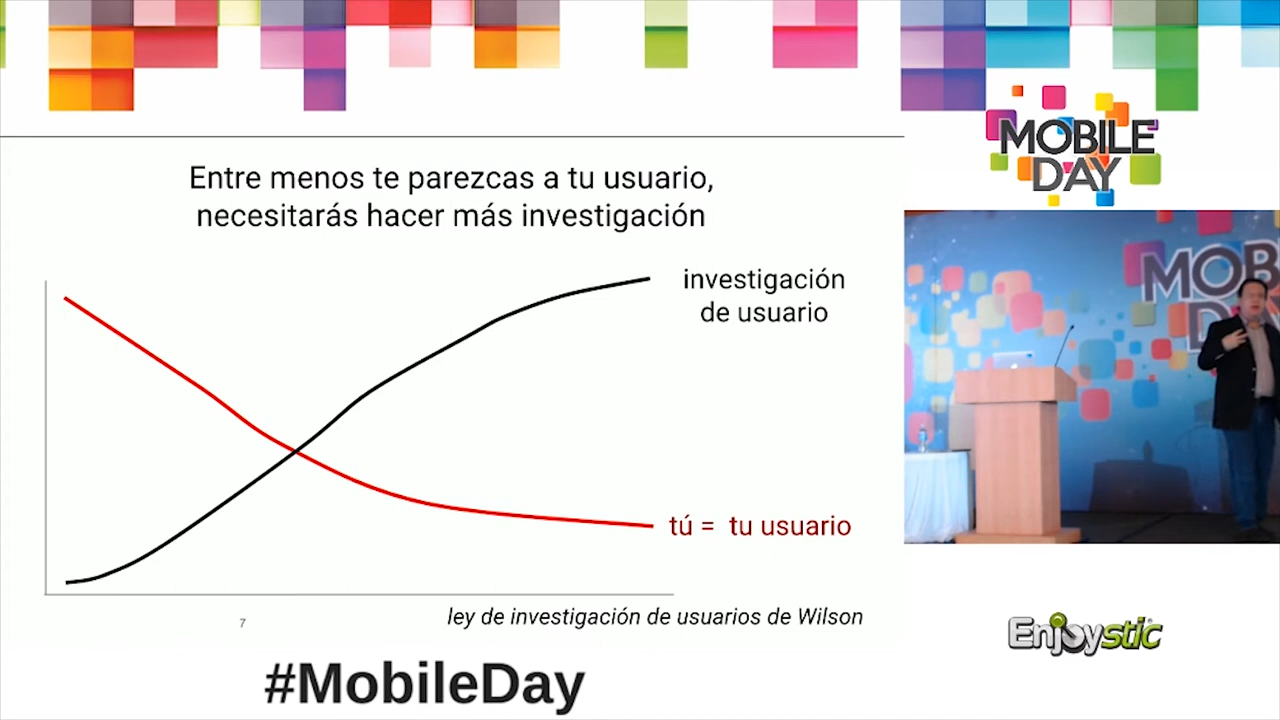 Entre menos te parezcas a tu usuario,
necesitarás hacer más investigación
investigación
de usuario
tú = tu usuario
ley de investigación de usuarios de Wilson
7
#MobileDay
MOBILE
DAY
MOB
D
Enjoystic